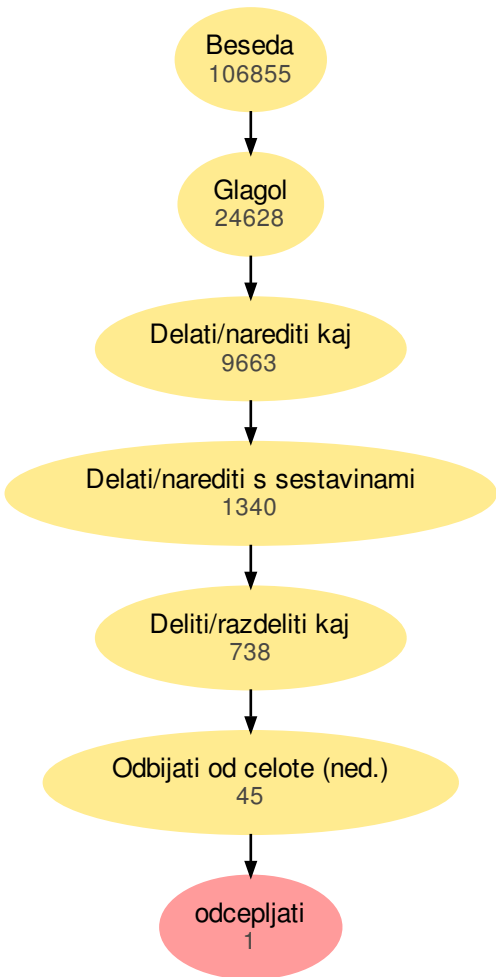 Beseda
106855
Glagol
24628
Delati/narediti kaj
9663
Delati/narediti s sestavinami
1340
Deliti/razdeliti kaj
738
Odbijati od celote (ned.)
45
odcepljati
1